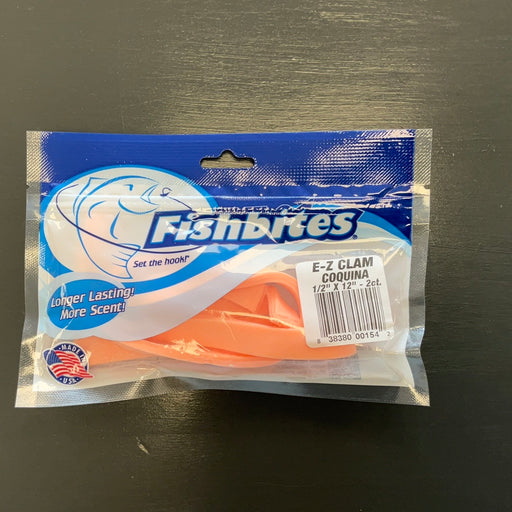 Fishbites
Set the hook!
Longer Lasting!
More Scent!
MADE IN
USA
E-Z CLAM
COQUINA
1/2" X 12" - 2ct.
8 38380 00154 2